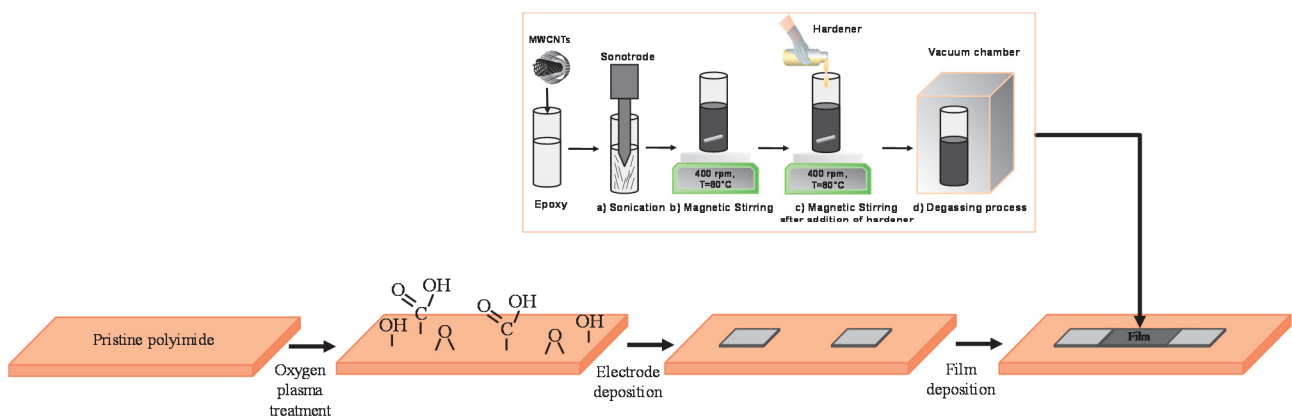 MWCNTs
Epoxy
Sonotrode
a) Sonication
400 rpm,
T=80°C
b) Magnetic Stirring
Hardener
400 rpm,
T=80°C
c) Magnetic Stirring
after addition of hardener
Vacuum chamber
d) Degassing process
Pristine polyimide
Oxygen
plasma
treatment
OH
O
C
OH
O
O
C
OH
O
OH
Electrode
deposition
Film
deposition
Film